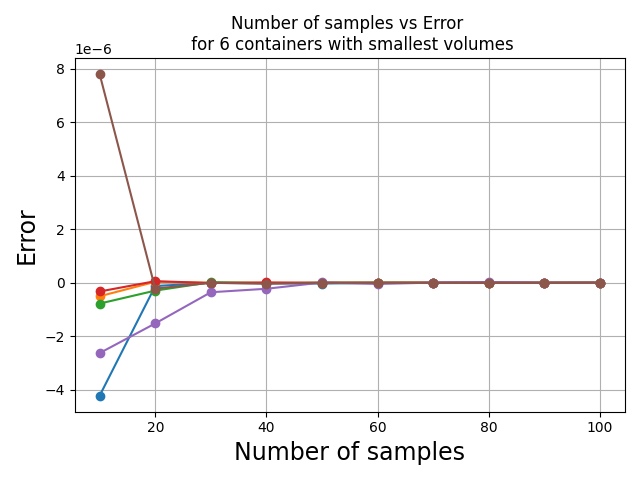 Number of samples vs Error
for 6 containers with smallest volumes
1e−6
8
6
4
2
0
−2
−4
Error
20
40
60
80
100
Number of samples